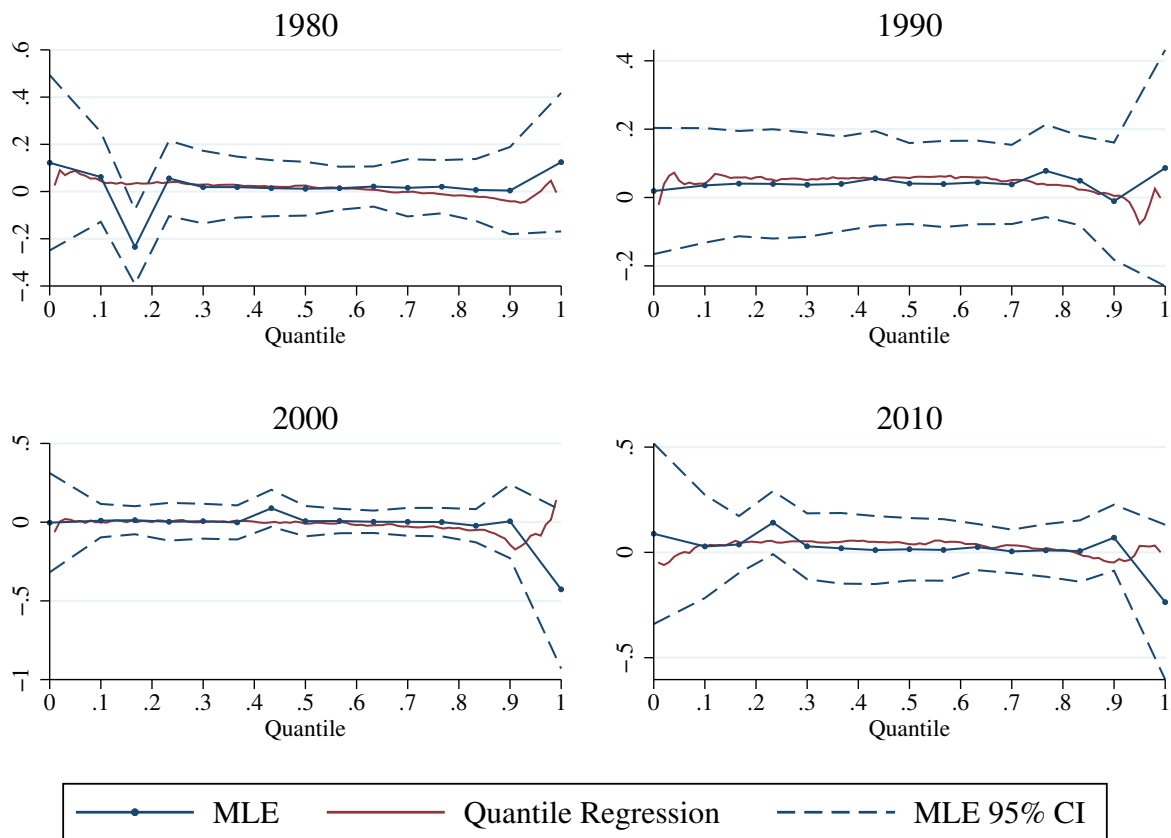 1980
.6
.4
.2
0
-.2
-.4
0 .1 .2 .3 .4 .5 .6 .7 .8 .9 1
Quantile
1990
.4
.2
0
-.2
0 .1 .2 .3 .4 .5 .6 .7 .8 .9 1
Quantile
2000
.5
0
-.5
-1
0 .1 .2 .3 .4 .5 .6 .7 .8 .9 1
Quantile
2010
.5
0
-.5
0 .1 .2 .3 .4 .5 .6 .7 .8 .9 1
Quantile
MLE Quantile Regression MLE 95% CI